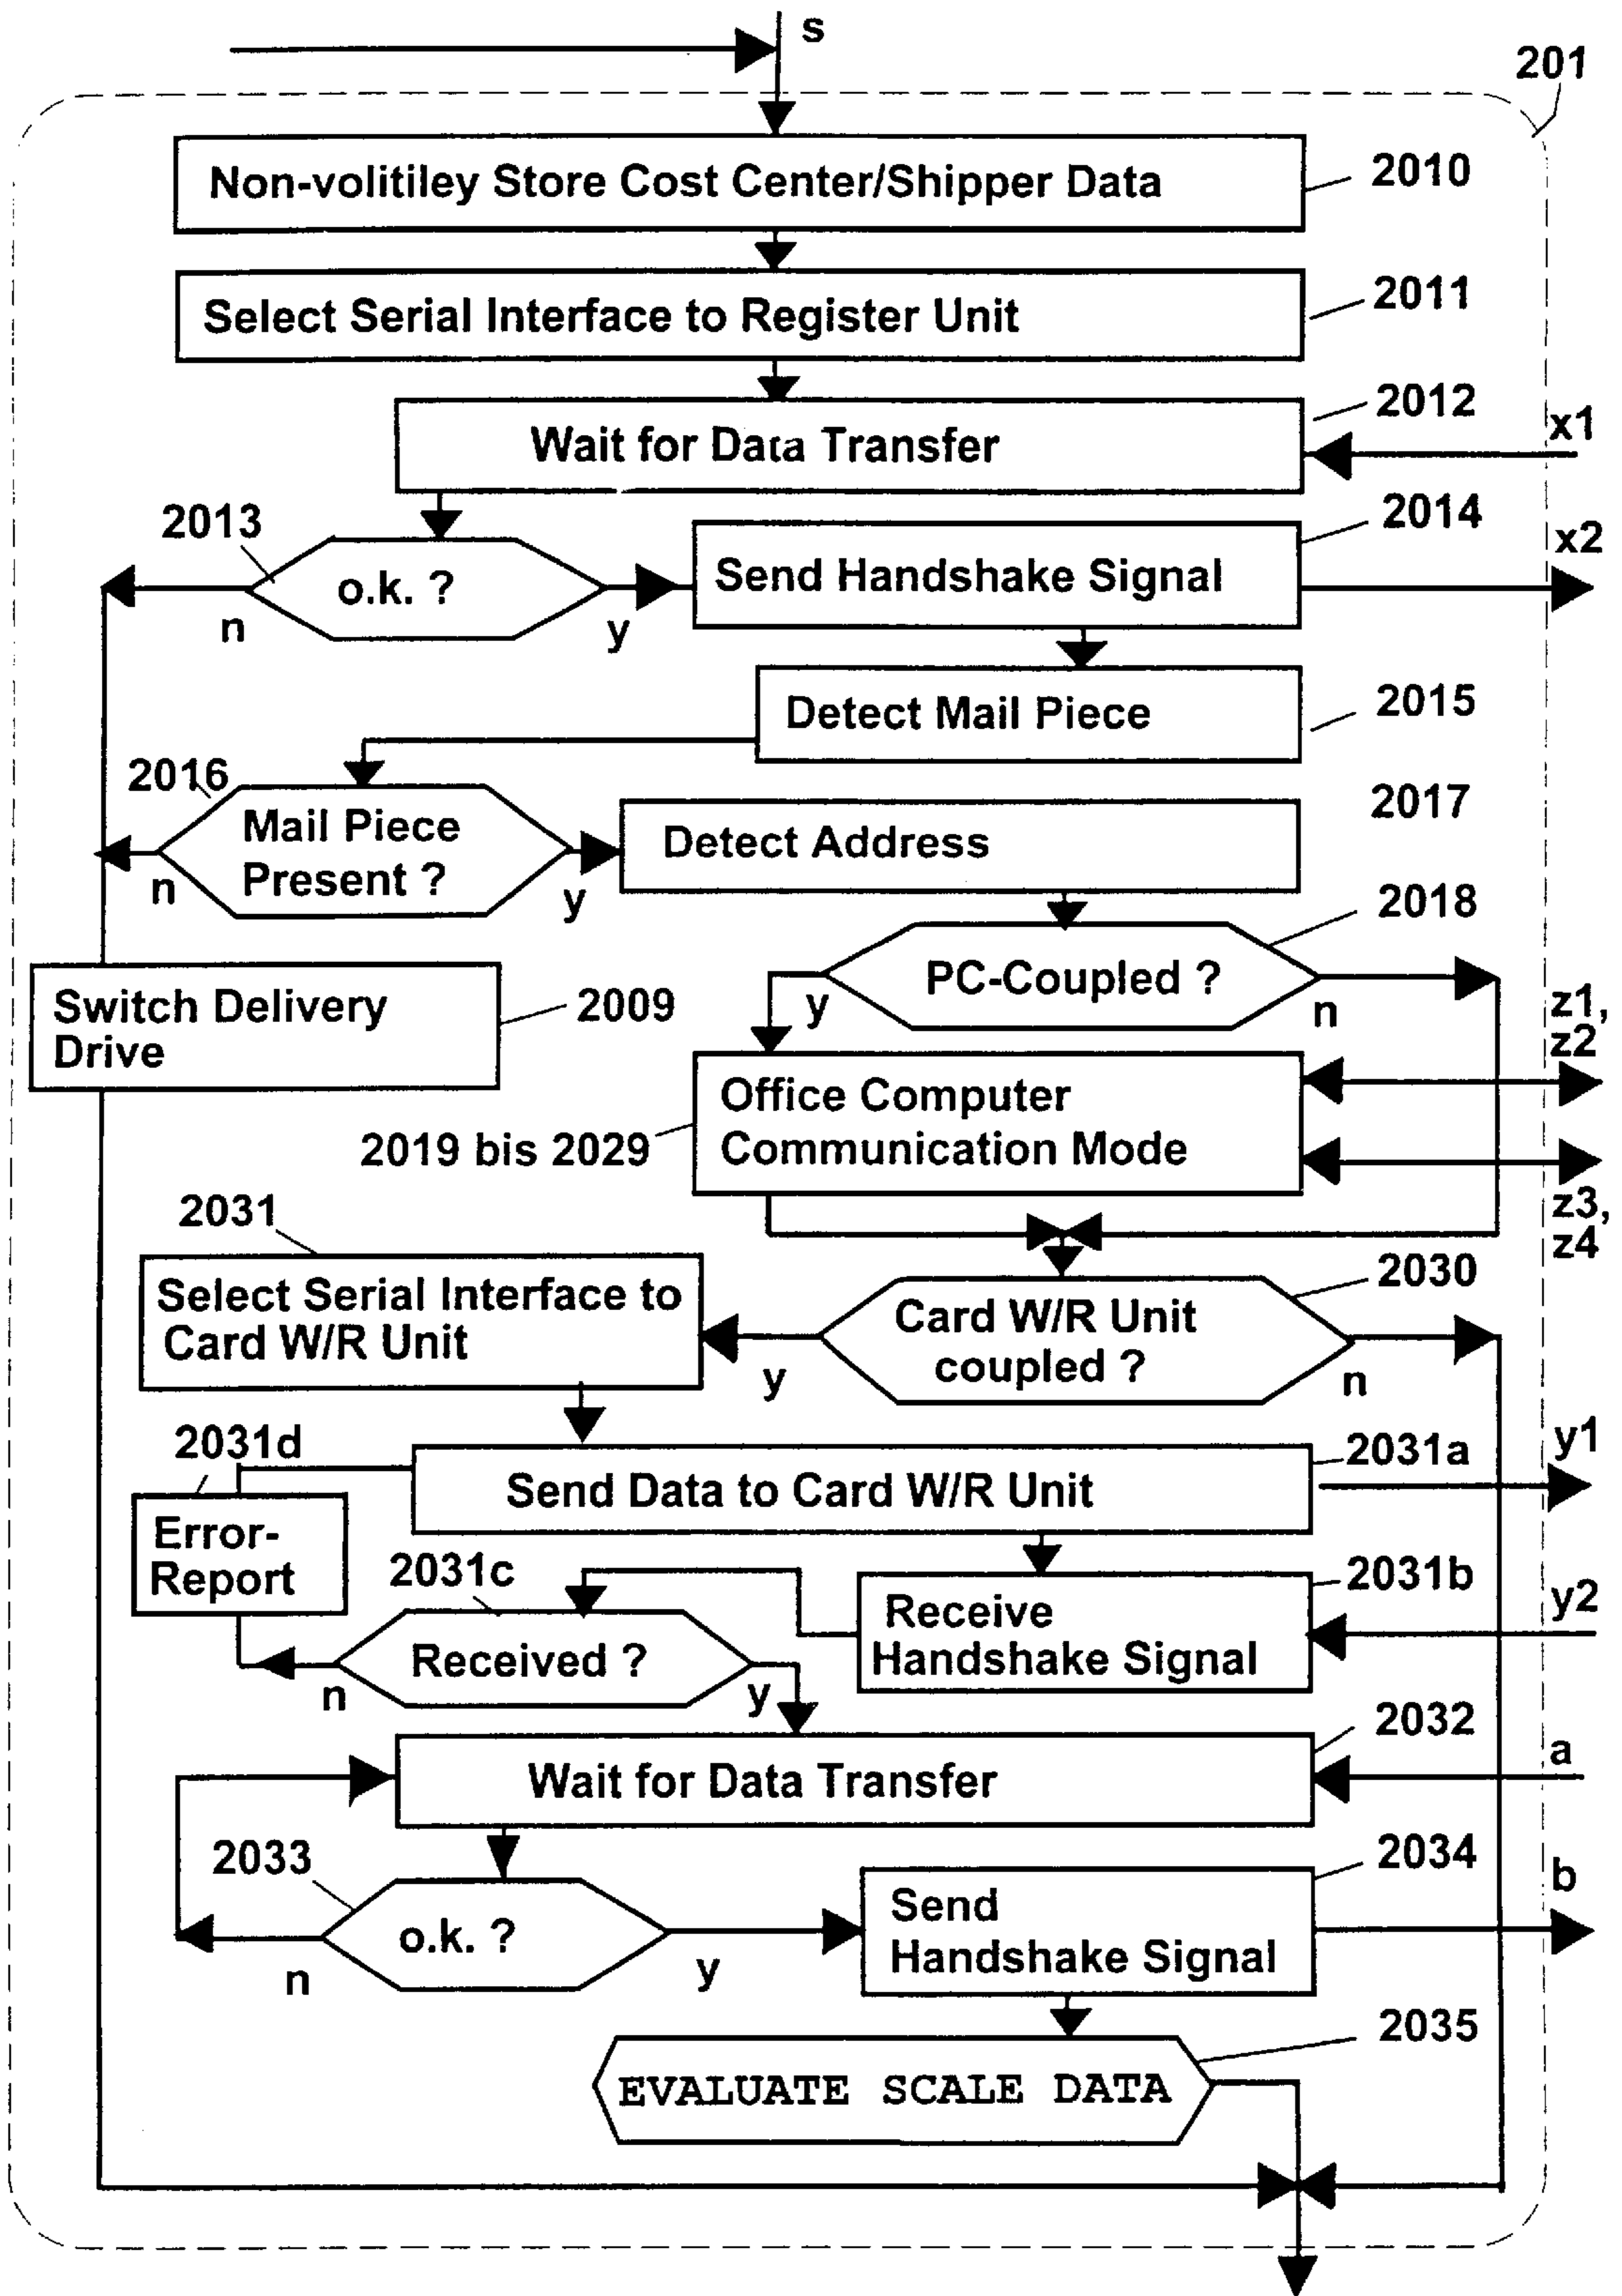 s
201
Non-volitiley Store Cost Center/Shipper Data
2010
Select Serial Interface to Register Unit
2011
2012
Wait for Data Transfer
x1
2013
2014
x2
o.k. ?
Send Handshake Signal
n
y
Detect Mail Piece
2015
2016
2017
Mail Piece
Present ?
Detect Address
n
y
2018
PC-Coupled ?
Switch Delivery
Drive
2009
y
n
z1,
z2
Office Computer
Communication Mode
2019 bis 2029
z3,
z4
2031
2030
Select Serial Interface to
Card W/R Unit
Card W/R Unit
coupled ?
y
n
2031d
2031a
y1
Send Data to Card W/R Unit
Error-
Report
2031c
2031b
y2
Receive
Handshake Signal
Received ?
n
y
2032
a
Wait for Data Transfer
2033
2034
b
Send
Handshake Signal
o.k. ?
n
y
2035
EVALUATE SCALE DATA